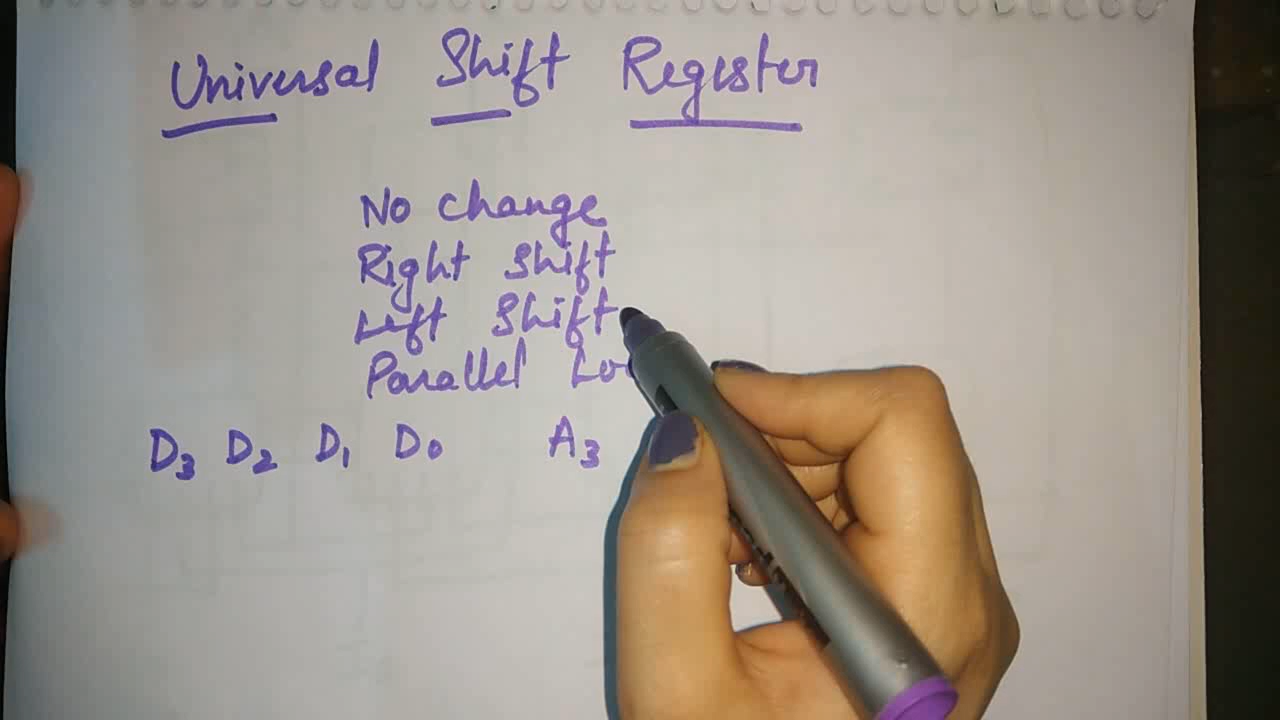 Universal Shift Register
No change
Right Shift
Left Shift
Parallel
D₃ D₂ D₁ D₀ A₃